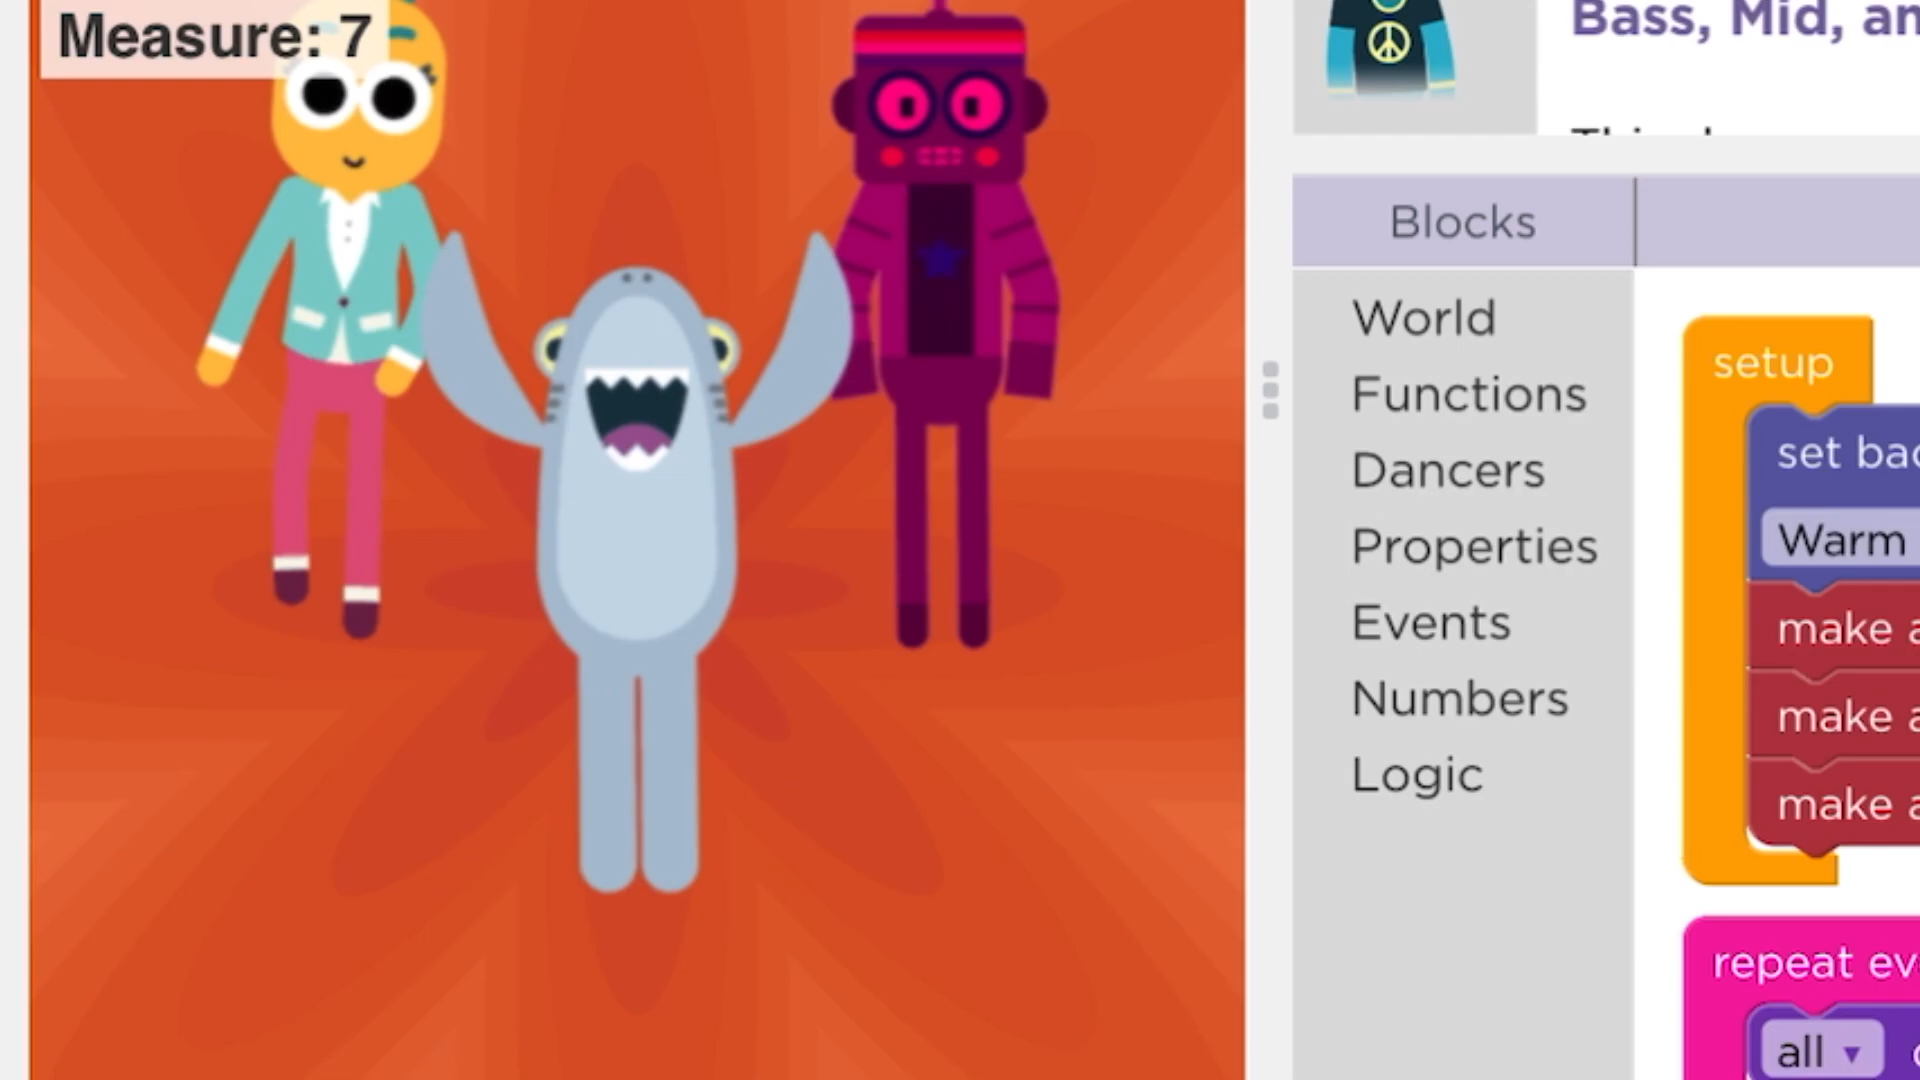 Measure: 7
Bass, Mid, an
Blocks
World
Functions
Dancers
Properties
Events
Numbers
Logic
setup
set bac
Warm
make a
make a
make a
repeat ev
all